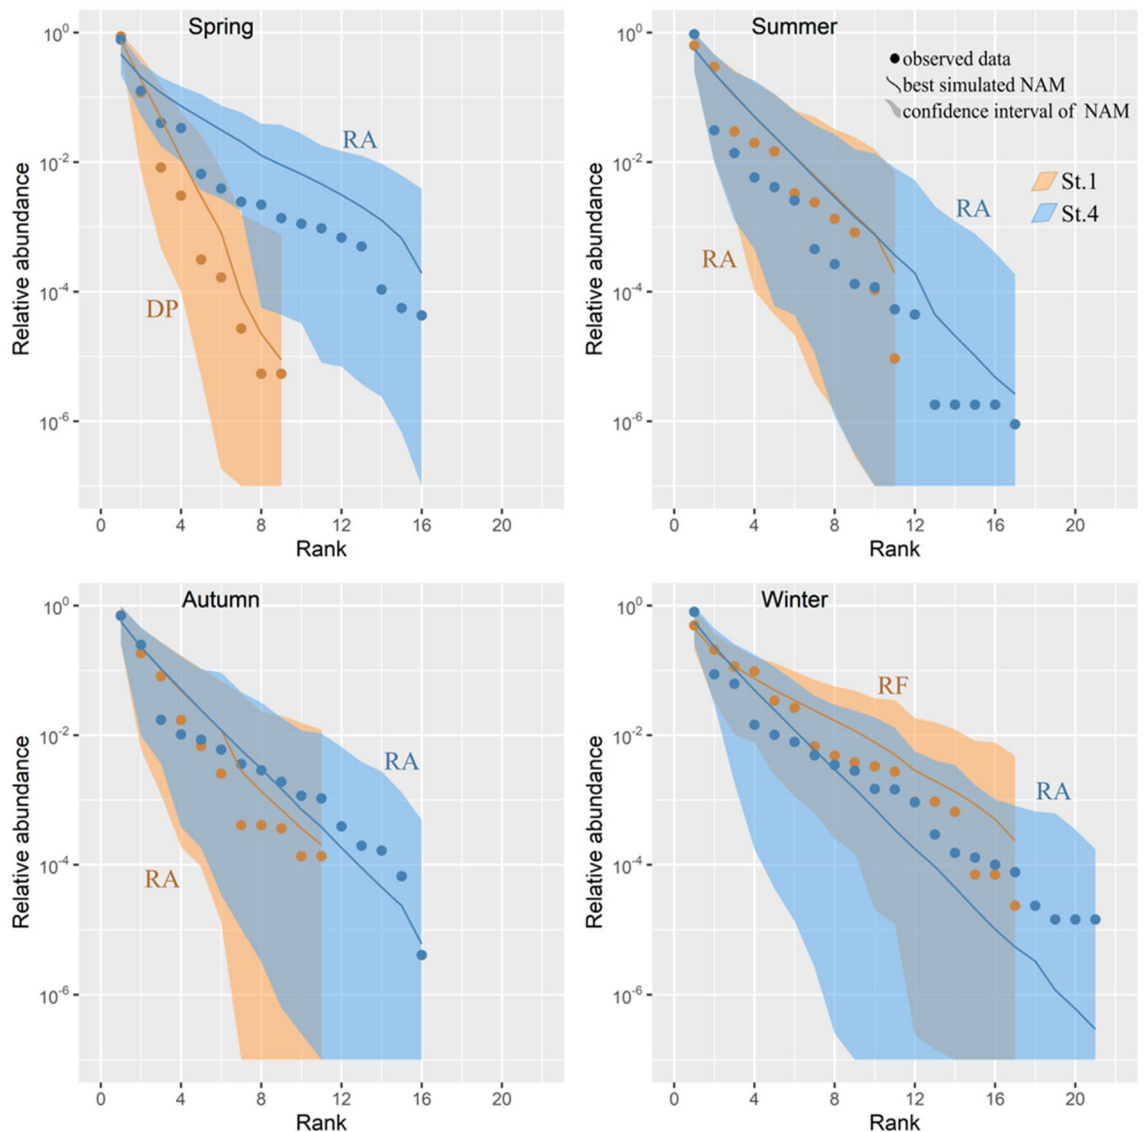 Spring
10^0
10^-2
10^-4
10^-6
Relative abundance
RA
DP
0 4 8 12 16 20
Rank
Summer
10^0
10^-2
10^-4
10^-6
Relative abundance
observed data
best simulated NAM
confidence interval of NAM
St.1
St.4
RA
RA
0 4 8 12 16 20
Rank
Autumn
10^0
10^-2
10^-4
10^-6
Relative abundance
RA
RA
0 4 8 12 16 20
Rank
Winter
10^0
10^-2
10^-4
10^-6
Relative abundance
RF
RA
0 4 8 12 16 20
Rank